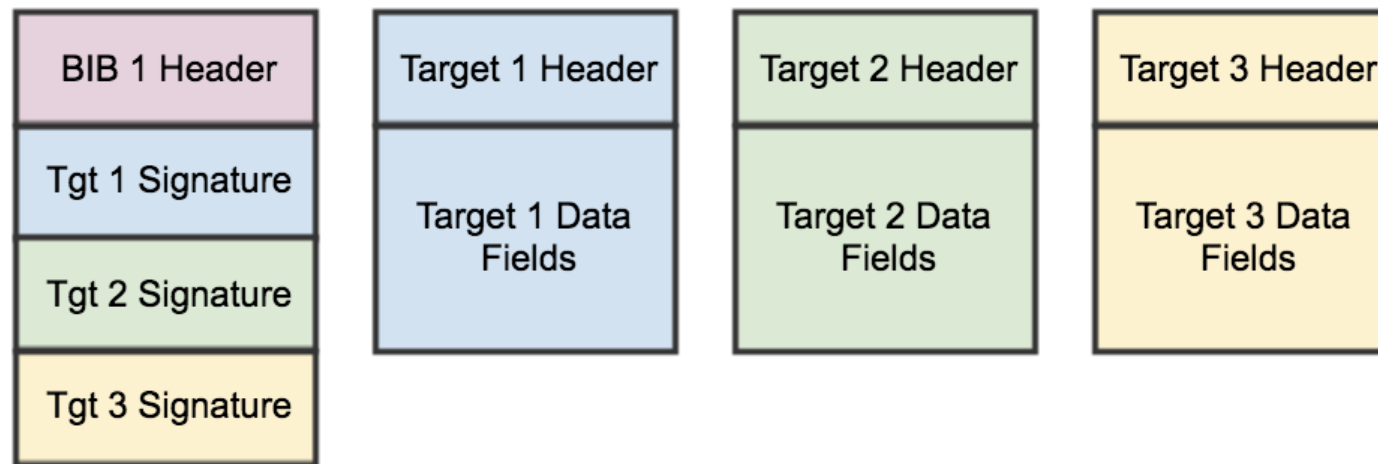 BIB 1 Header
Tgt 1 Signature
Tgt 2 Signature
Tgt 3 Signature
Target 1 Header
Target 1 Data
Fields
Target 2 Header
Target 2 Data
Fields
Target 3 Header
Target 3 Data
Fields